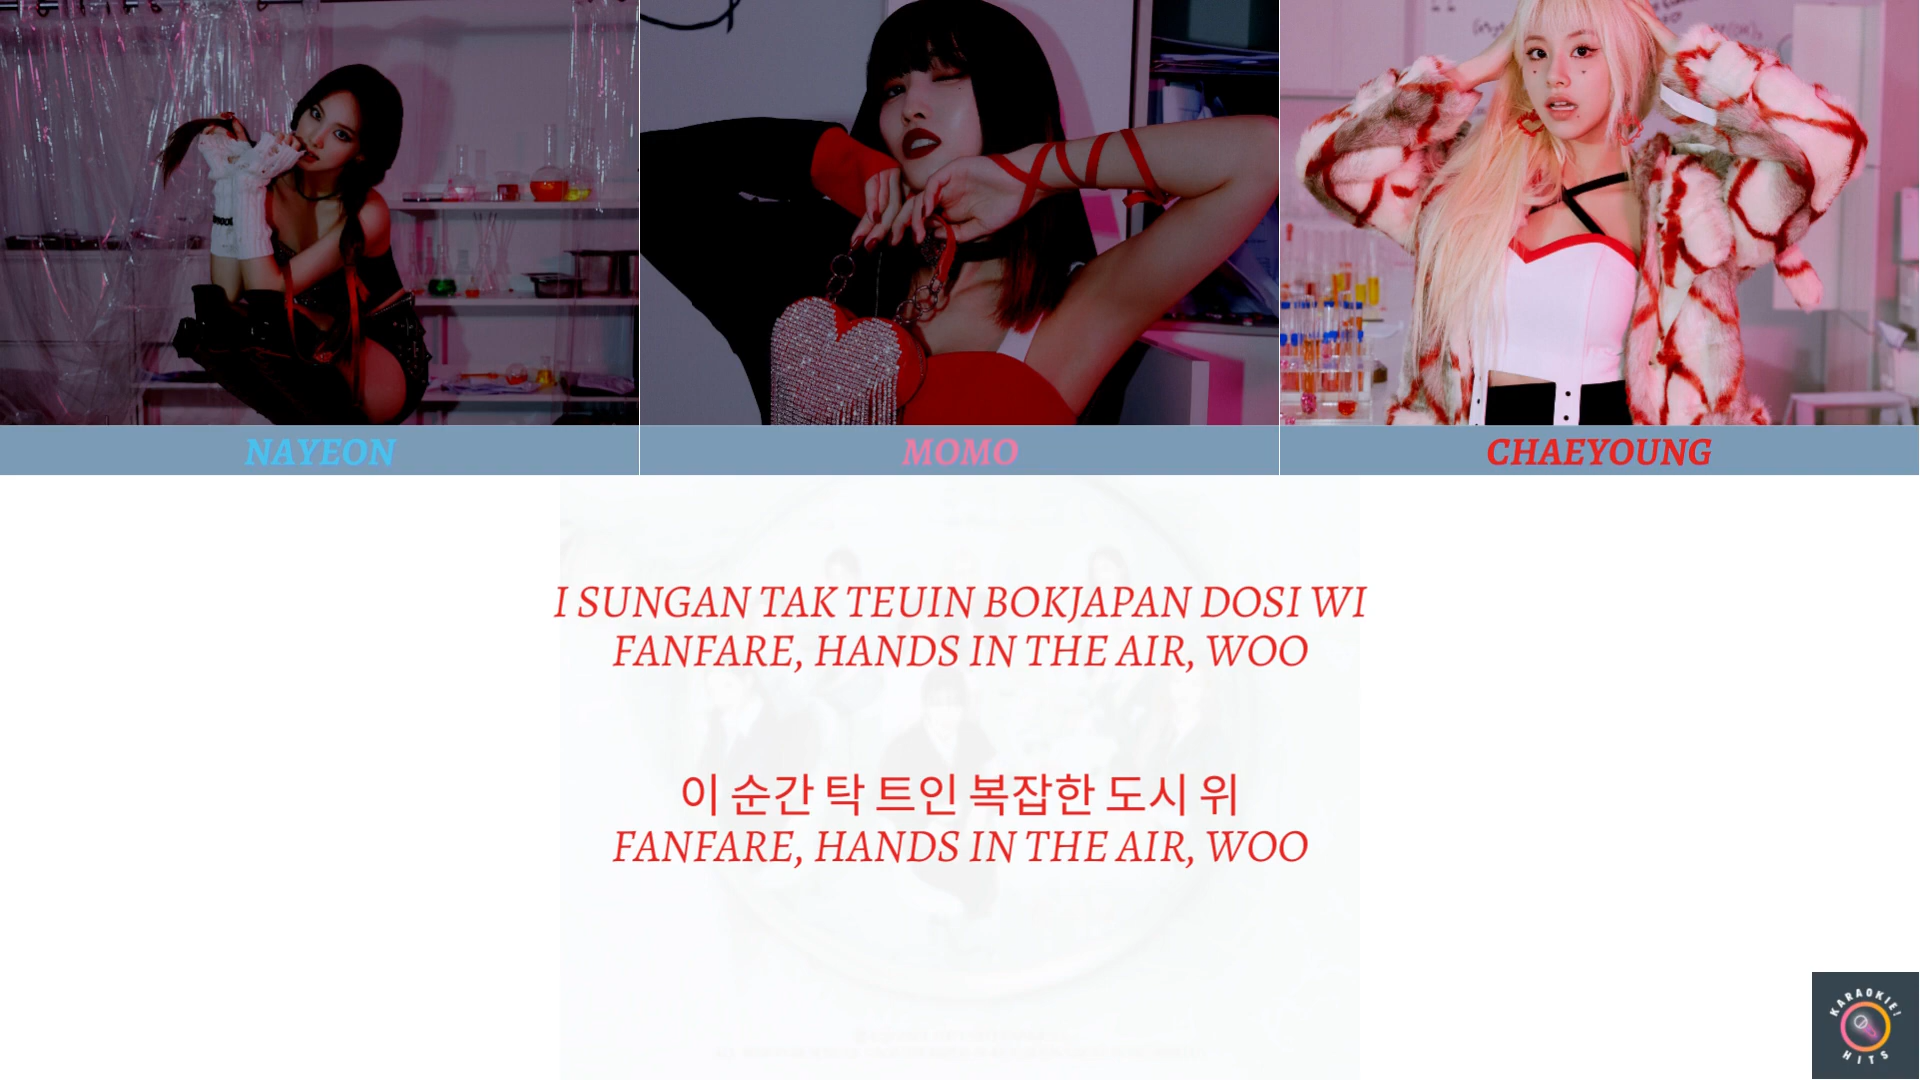 NAYEON
MOMO
CHAEYOUNG
I SUNGAN TAK TEUIN BOKJAPAN DOSI WI
FANFARE, HANDS IN THE AIR, WOO
이 순간 탁 트인 복잡한 도시 위
FANFARE, HANDS IN THE AIR, WOO
KARAOKIE!
HITS